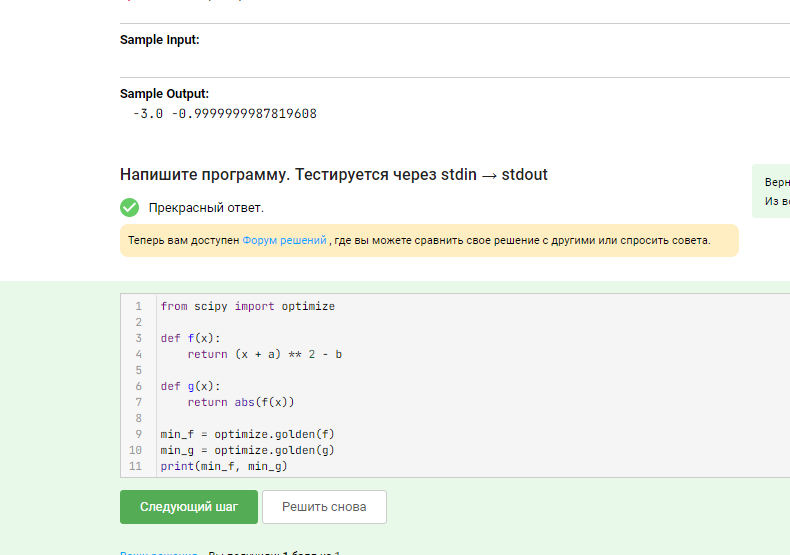 Sample Input:
Sample Output:
-3.0 -0.9999999987819608
Напишите программу. Тестируется через stdin → stdout
Верн
Из вс
Прекрасный ответ.
Теперь вам доступен Форум решений , где вы можете сравнить свое решение с другими или спросить совета.
1 from scipy import optimize
2
3 def f(x):
4     return (x + a) ** 2 - b
5
6 def g(x):
7     return abs(f(x))
8
9 min_f = optimize.golden(f)
10 min_g = optimize.golden(g)
11 print(min_f, min_g)
Следующий шаг
Решить снова